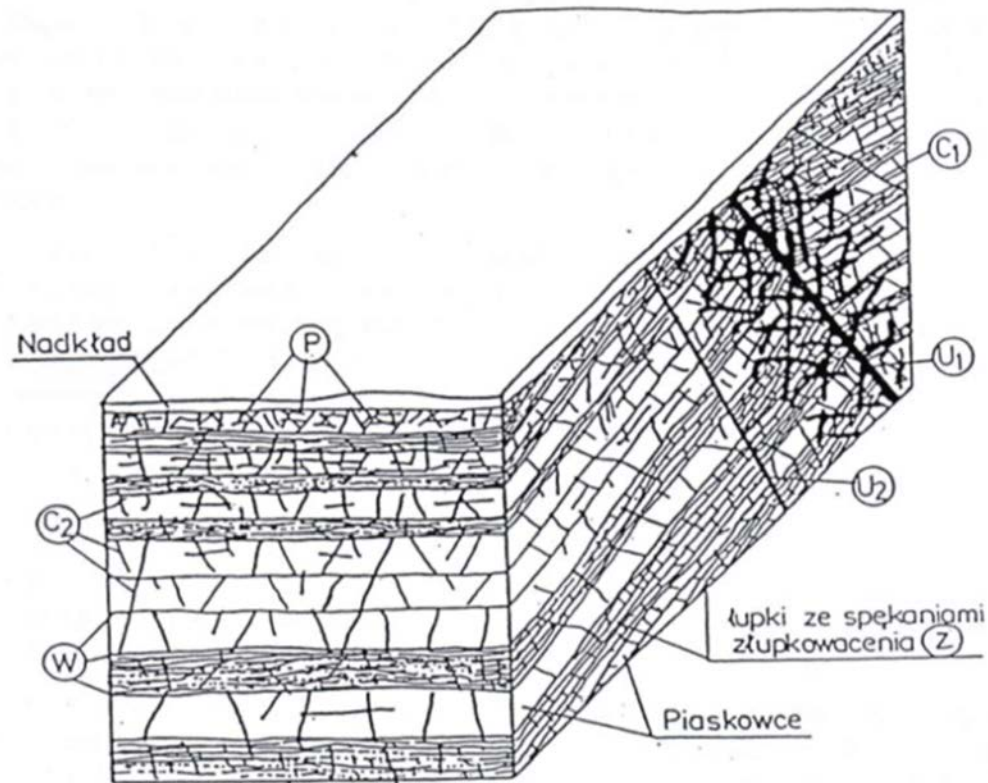 Nadkład
P
C1
U1
C2
U2
W
łupki ze spękaniami
złupkowacenia (Z)
Piaskowce